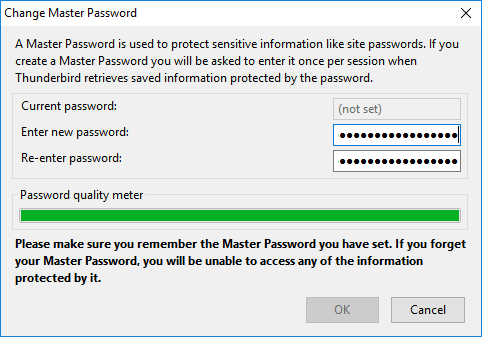 Change Master Password
A Master Password is used to protect sensitive information like site passwords. If you
create a Master Password you will be asked to enter it once per session when
Thunderbird retrieves saved information protected by the password.
Current password:
(not set)
Enter new password:
●●●●●●●●●●●●●●●●●
Re-enter password:
●●●●●●●●●●●●●●●●●
Password quality meter
Please make sure you remember the Master Password you have set. If you forget
your Master Password, you will be unable to access any of the information
protected by it.
OK
Cancel